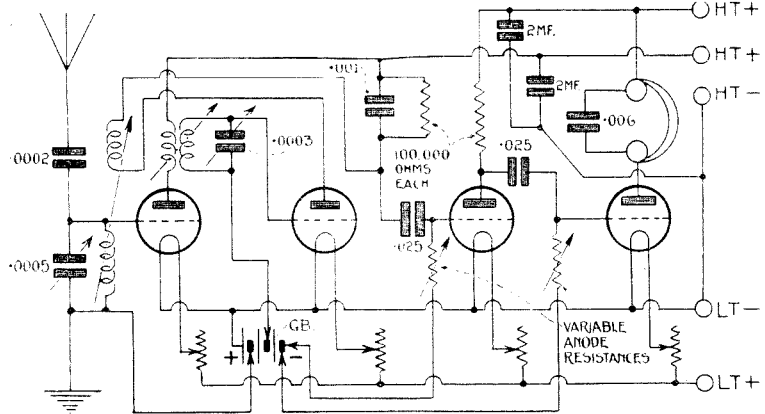 HT+
2MF.
HT+
·001
2MF
HT-
·006
·0002
·0003
100,000
OHMS
EACH
·025
·025
·0005
GB
+
-
LT-
VARIABLE
ANODE
RESISTANCES
LT+